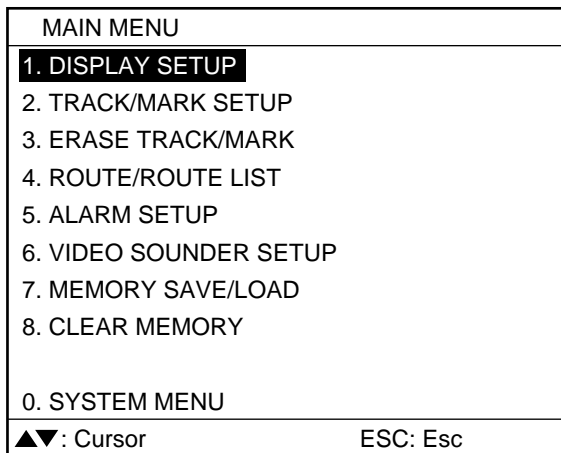 MAIN MENU
1. DISPLAY SETUP
2. TRACK/MARK SETUP
3. ERASE TRACK/MARK
4. ROUTE/ROUTE LIST
5. ALARM SETUP
6. VIDEO SOUNDER SETUP
7. MEMORY SAVE/LOAD
8. CLEAR MEMORY
0. SYSTEM MENU
▲▼: Cursor ESC: Esc